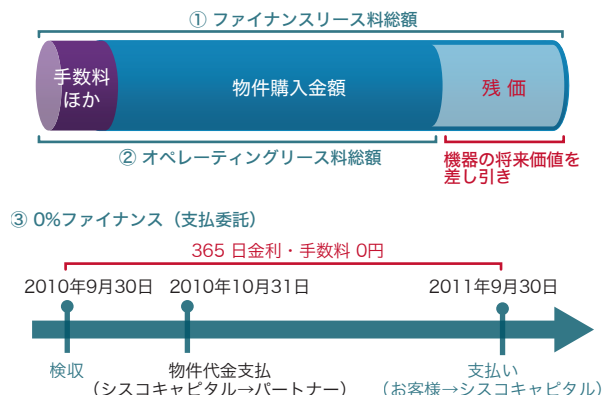 ① ファイナンスリース料総額
手数料
ほか
物件購入金額
残 価
② オペレーティングリース料総額
機器の将来価値を
差し引き
③ 0%ファイナンス（支払委託）
365 日金利・手数料 0円
2010年9月30日 2010年10月31日 2011年9月30日
検収 物件代金支払 支払い
（シスコキャピタル→パートナー） （お客様→シスコキャピタル）